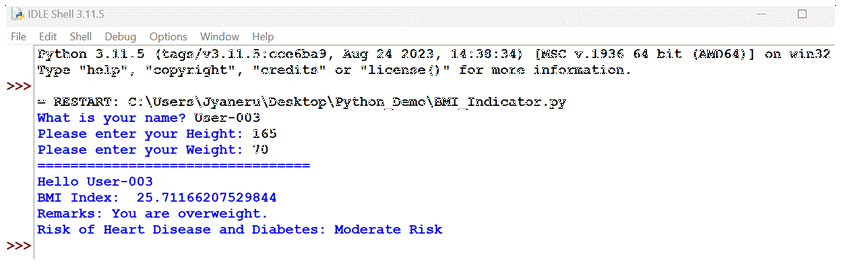 IDLE Shell 3.11.5
File Edit Shell Debug Options Window Help
Python 3.11.5 (tags/v3.11.5:cce6ba9, Aug 24 2023, 14:38:34) [MSC v.1936 64 bit (AMD64)] on win32
Type "help", "copyright", "credits" or "license()" for more information.
>>>
= RESTART: C:\Users\Jyaneru\Desktop\Python_Demo\BMI_Indicator.py
What is your name? User-003
Please enter your Height: 165
Please enter your Weight: 70
==================================
Hello User-003
BMI Index:  25.71166207529844
Remarks: You are overweight.
Risk of Heart Disease and Diabetes: Moderate Risk
>>>